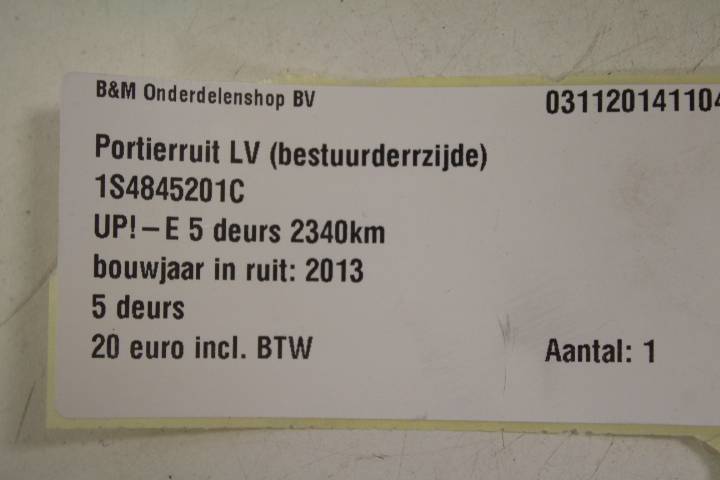 B&M Onderdelenshop BV 031120141104
Portierruit LV (bestuurderrzijde)
1S4845201C
UP!-E 5 deurs 2340km
bouwjaar in ruit: 2013
5 deurs
20 euro incl. BTW Aantal: 1